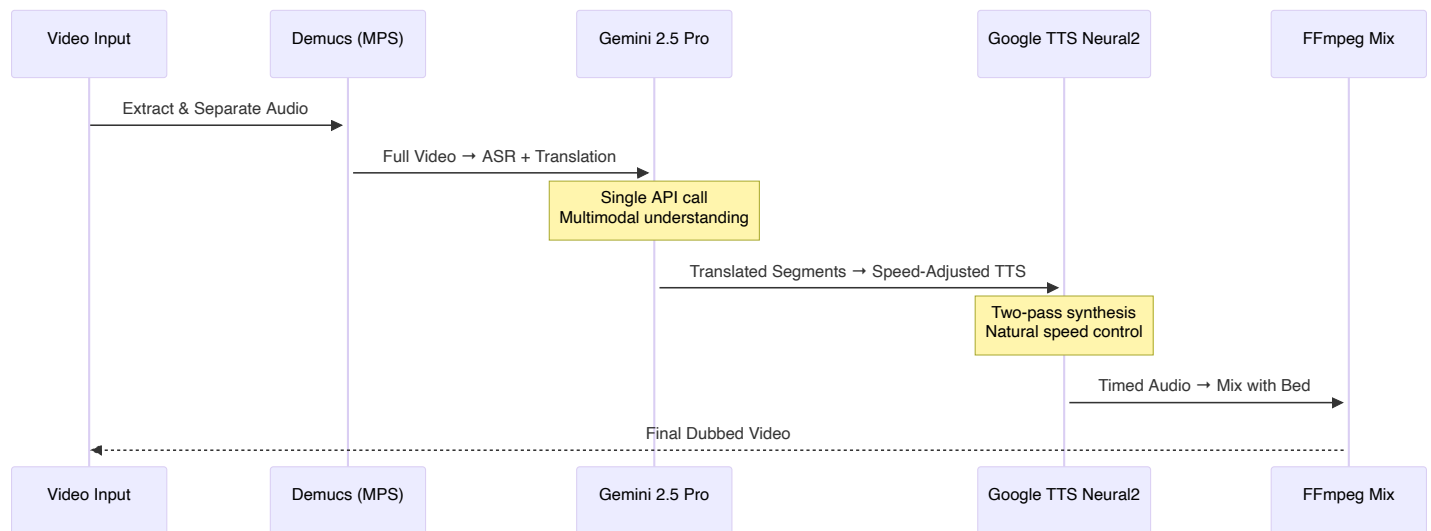 Video Input
Demucs (MPS)
Gemini 2.5 Pro
Google TTS Neural2
FFmpeg Mix
Extract & Separate Audio
Full Video → ASR + Translation
Single API call
Multimodal understanding
Translated Segments → Speed-Adjusted TTS
Two-pass synthesis
Natural speed control
Timed Audio → Mix with Bed
Final Dubbed Video
Video Input
Demucs (MPS)
Gemini 2.5 Pro
Google TTS Neural2
FFmpeg Mix